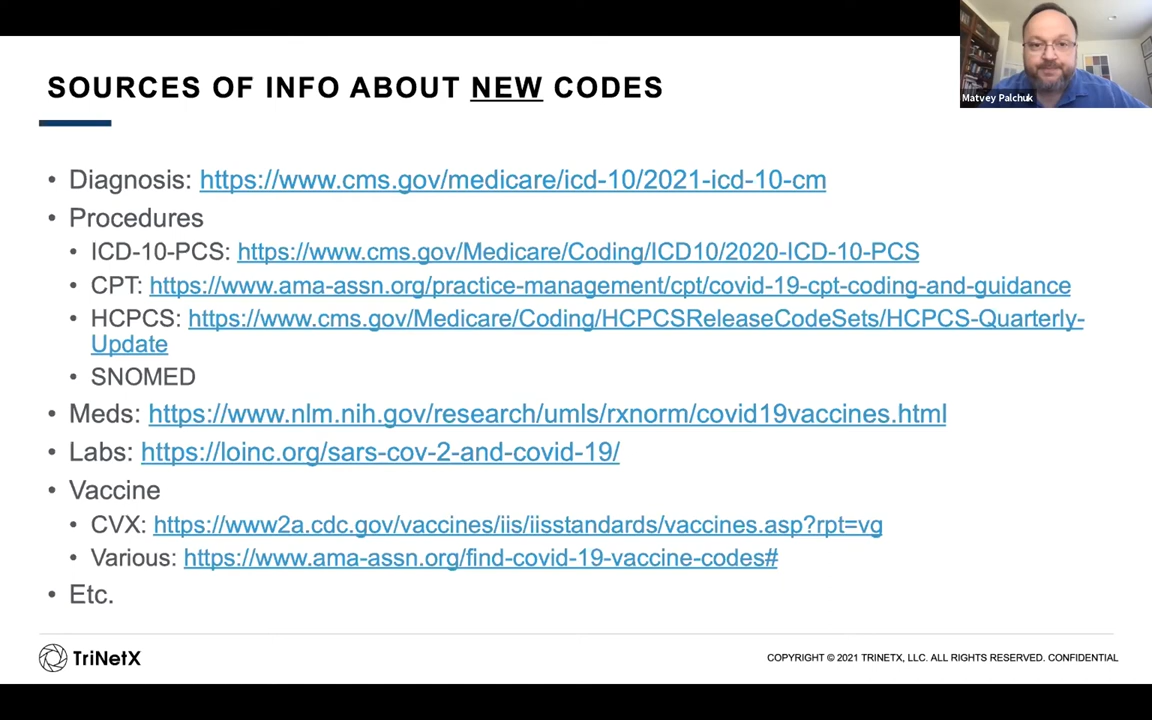 Matvey Palchuk
SOURCES OF INFO ABOUT NEW CODES
• Diagnosis: https://www.cms.gov/medicare/icd-10/2021-icd-10-cm
• Procedures
• ICD-10-PCS: https://www.cms.gov/Medicare/Coding/ICD10/2020-ICD-10-PCS
• CPT: https://www.ama-assn.org/practice-management/cpt/covid-19-cpt-coding-and-guidance
• HCPCS: https://www.cms.gov/Medicare/Coding/HCPCSReleaseCodeSets/HCPCS-Quarterly-
Update
• SNOMED
• Meds: https://www.nlm.nih.gov/research/umls/rxnorm/covid19vaccines.html
• Labs: https://loinc.org/sars-cov-2-and-covid-19/
• Vaccine
• CVX: https://www2a.cdc.gov/vaccines/iis/iisstandards/vaccines.asp?rpt=vg
• Various: https://www.ama-assn.org/find-covid-19-vaccine-codes#
• Etc.
TriNetX
COPYRIGHT © 2021 TRINETX, LLC. ALL RIGHTS RESERVED. CONFIDENTIAL